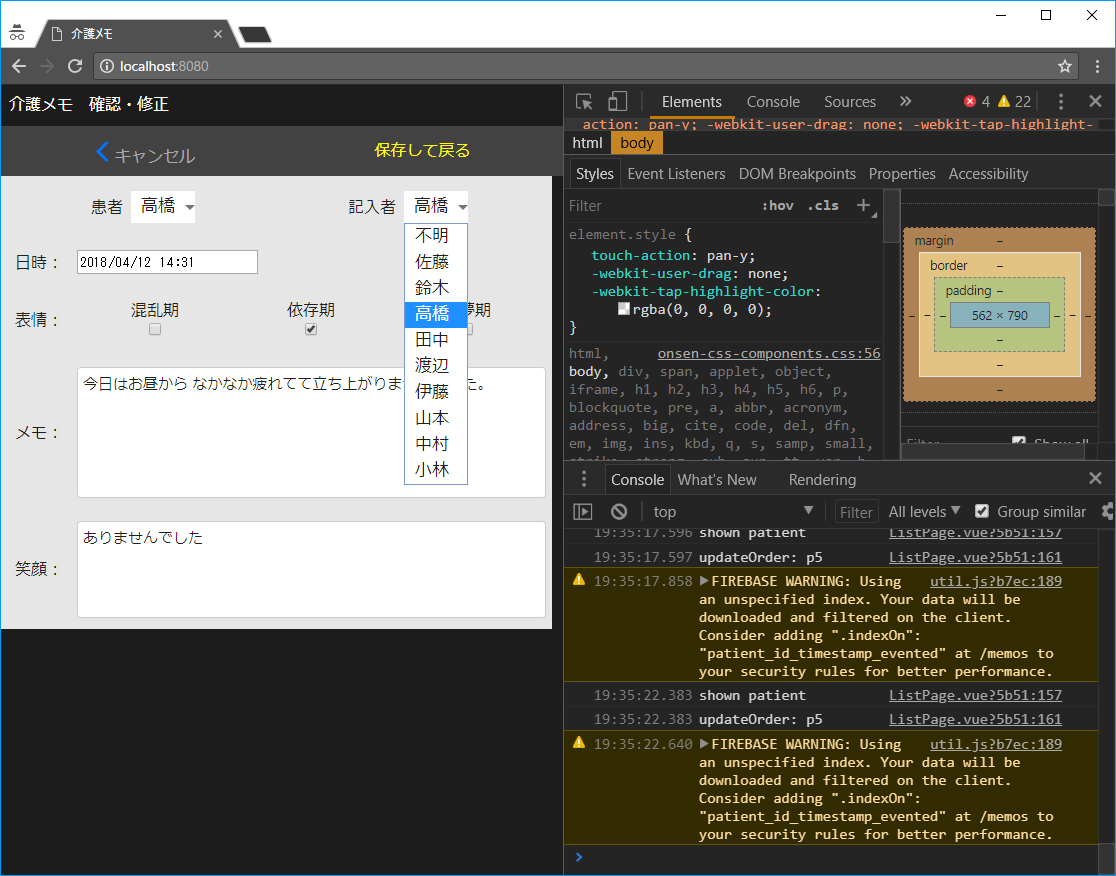 介護メモ
localhost:8080
介護メモ 確認・修正
キャンセル
保存して戻る
患者 高橋
記入者 高橋
不明
佐藤
鈴木
高橋
田中
渡辺
伊藤
山本
中村
小林
日時：
2018/04/12 14:31
表情：
混乱期
依存期
夢期
メモ：
今日はお昼から なかなか疲れてて立ち上がりま
た。
笑顔：
ありませんでした
Elements Console Sources » 4 22
action: pan-y; -webkit-user-drag: none; -webkit-tap-highlight-
html body
Styles Event Listeners DOM Breakpoints Properties Accessibility
Filter :hov .cls +
element.style {
touch-action: pan-y;
-webkit-user-drag: none;
-webkit-tap-highlight-color:
rgba(0, 0, 0, 0);
}
html, onsen-css-components.css:56
body, div, span, applet, object,
iframe, h1, h2, h3, h4, h5, h6, p,
blockquote, pre, a, abbr, acronym,
address, big, cite, code, del, dfn,
em, img, ins, kbd, q, s, samp, small,
margin –
border –
padding –
– – – 562 × 790 – – –
–
–
–
Filter Show all
Console What's New Rendering
top Filter All levels Group similar
19:35:17.596 shown patient ListPage.vue?5b51:157
19:35:17.597 updateOrder: p5 ListPage.vue?5b51:161
19:35:17.858 FIREBASE WARNING: Using util.js?b7ec:189
an unspecified index. Your data will be
downloaded and filtered on the client.
Consider adding ".indexOn":
"patient_id_timestamp_evented" at /memos to
your security rules for better performance.
19:35:22.383 shown patient ListPage.vue?5b51:157
19:35:22.383 updateOrder: p5 ListPage.vue?5b51:161
19:35:22.640 FIREBASE WARNING: Using util.js?b7ec:189
an unspecified index. Your data will be
downloaded and filtered on the client.
Consider adding ".indexOn":
"patient_id_timestamp_evented" at /memos to
your security rules for better performance.